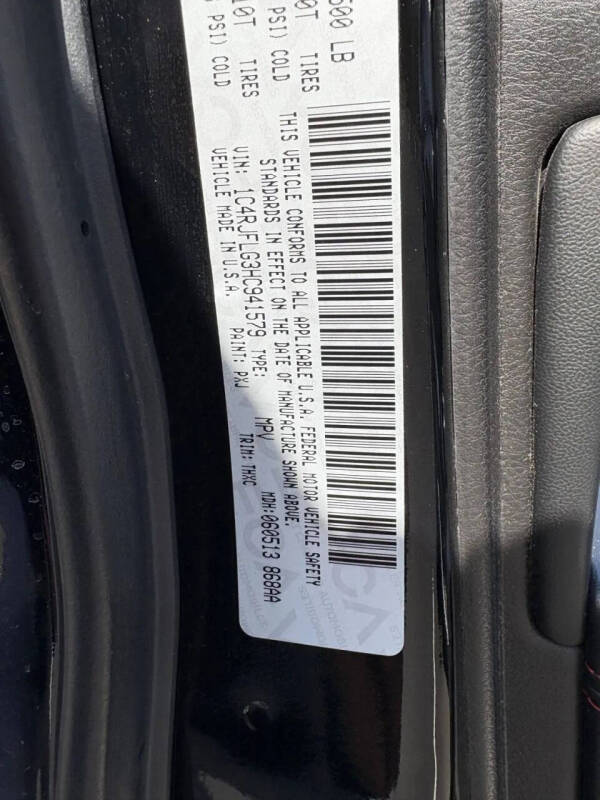 600 LB
0T TIRES
PSI) COLD
10T TIRES
PSI) COLD
THIS VEHICLE CONFORMS TO ALL APPLICABLE U.S.A. FEDERAL MOTOR VEHICLE SAFETY
STANDARDS IN EFFECT ON THE DATE OF MANUFACTURE SHOWN ABOVE.
VIN: 1C4RJFLG3HC941579 TYPE: MPV MDH:060513 868AA
VEHICLE MADE IN U.S.A. PAINT: PXJ TRIM: THXC